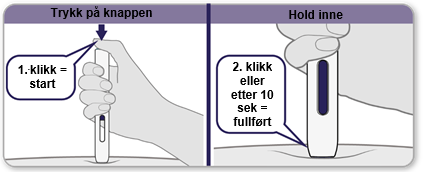 Trykk på knappen
1. klikk =
start
Hold inne
2. klikk
eller
etter 10
sek =
fullført